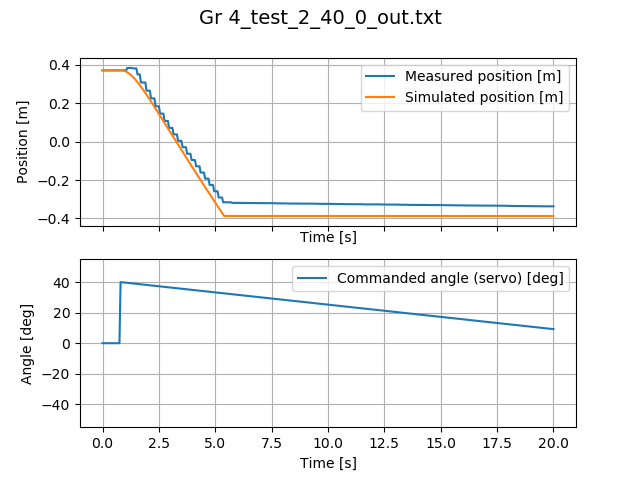 Gr 4_test_2_40_0_out.txt
0.4
0.2
0.0
−0.2
−0.4
Position [m]
Measured position [m]
Simulated position [m]
Time [s]
40
20
0
−20
−40
Angle [deg]
Commanded angle (servo) [deg]
0.0 2.5 5.0 7.5 10.0 12.5 15.0 17.5 20.0
Time [s]